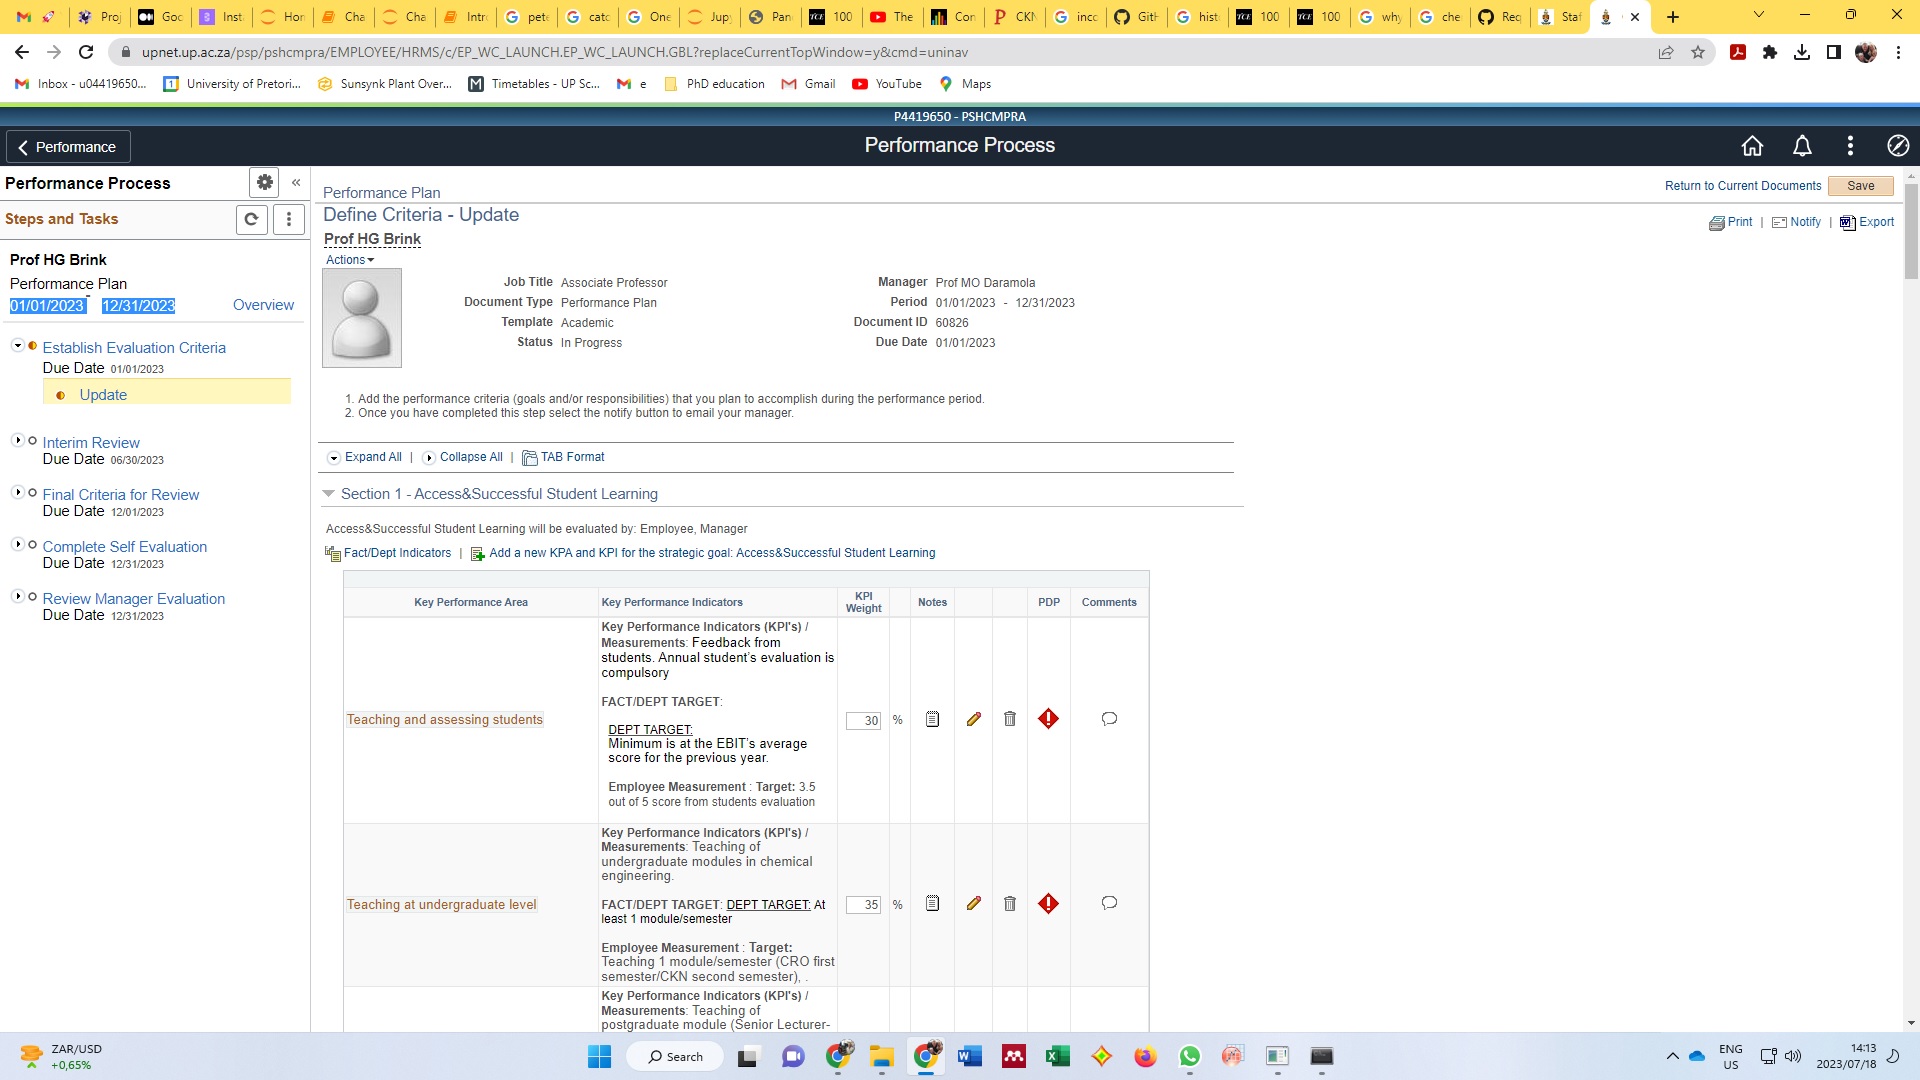 Proj
Goc
Inst
Hor
Cha
Cha
Intr
pete
catc
One
Jup
Pan
100
The
Con
CKN
incc
Gitl
hist
100
100
why
che
Rec
Staf
upnet.up.ac.za/psp/pshcmpra/EMPLOYEE/HRMS/c/EP_WC_LAUNCH.EP_WC_LAUNCH.GBL?replaceCurrentTopWindow=y&cmd=uninav
Inbox - u04419650...
University of Pretori...
Sunsynk Plant Over...
Timetables - UP Sc...
e
PhD education
Gmail
YouTube
Maps
P4419650 - PSHCMPRA
Performance
Performance Process
Performance Process
Steps and Tasks
Prof HG Brink
Performance Plan
01/01/2023 - 12/31/2023
Overview
Establish Evaluation Criteria
Due Date 01/01/2023
Update
Interim Review
Due Date 06/30/2023
Final Criteria for Review
Due Date 12/01/2023
Complete Self Evaluation
Due Date 12/31/2023
Review Manager Evaluation
Due Date 12/31/2023
Performance Plan
Return to Current Documents
Save
Define Criteria - Update
Print | Notify | Export
Prof HG Brink
Actions
Job Title Associate Professor
Manager Prof MO Daramola
Document Type Performance Plan
Period 01/01/2023 - 12/31/2023
Template Academic
Document ID 60826
Status In Progress
Due Date 01/01/2023
1. Add the performance criteria (goals and/or responsibilities) that you plan to accomplish during the performance period.
2. Once you have completed this step select the notify button to email your manager.
Expand All | Collapse All | TAB Format
Section 1 - Access&Successful Student Learning
Access&Successful Student Learning will be evaluated by: Employee, Manager
Fact/Dept Indicators | Add a new KPA and KPI for the strategic goal: Access&Successful Student Learning
Key Performance Area
Key Performance Indicators
KPI
Weight
Notes
PDP
Comments
Teaching and assessing students
Key Performance Indicators (KPI's) /
Measurements: Feedback from
students. Annual student's evaluation is
compulsory
FACT/DEPT TARGET:
DEPT TARGET:
Minimum is at the EBIT's average
score for the previous year.
Employee Measurement : Target: 3.5
out of 5 score from students evaluation
30 %
Teaching at undergraduate level
Key Performance Indicators (KPI's) /
Measurements: Teaching of
undergraduate modules in chemical
engineering.
FACT/DEPT TARGET: DEPT TARGET: At
least 1 module/semester
Employee Measurement : Target:
Teaching 1 module/semester (CRO first
semester/CKN second semester), .
35 %
Key Performance Indicators (KPI's) /
Measurements: Teaching of
postgraduate module (Senior Lecturer-
ZAR/USD
+0,65%
Search
ENG
US
14:13
2023/07/18